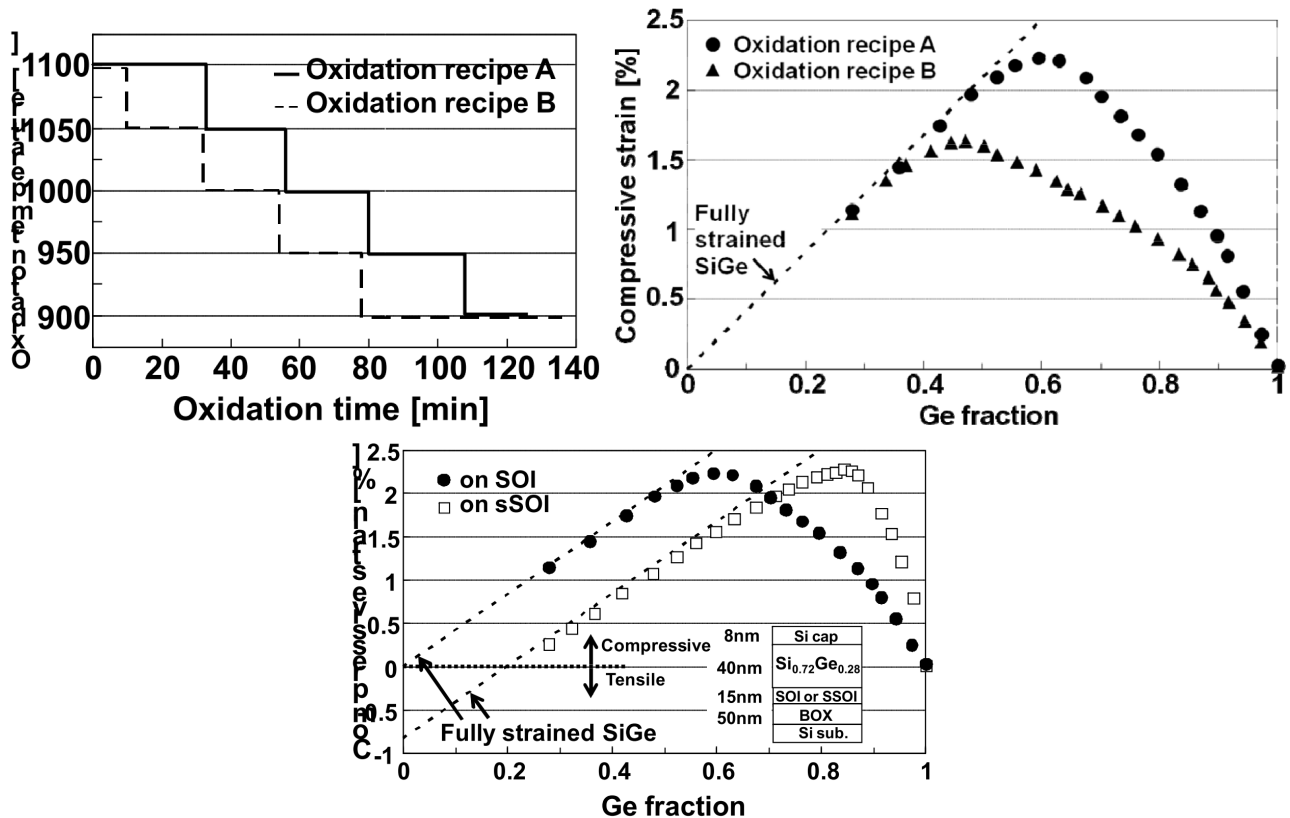 Oxidation temperature [
]
1100
1050
1000
950
900
Oxidation recipe A
Oxidation recipe B
0 20 40 60 80 100 120 140
Oxidation time [min]
Compressive strain [%]
2.5
2
1.5
1
0.5
0
Oxidation recipe A
Oxidation recipe B
Fully
strained
SiGe
0 0.2 0.4 0.6 0.8 1
Ge fraction
Compressive strain [%]
2.5
2
1.5
1
0.5
0
-0.5
-1
on SOI
on sSOI
Compressive
Tensile
Fully strained SiGe
8nm Si cap
40nm Si0.72Ge0.28
15nm SOI or SSOI
50nm BOX
Si sub.
0 0.2 0.4 0.6 0.8 1
Ge fraction